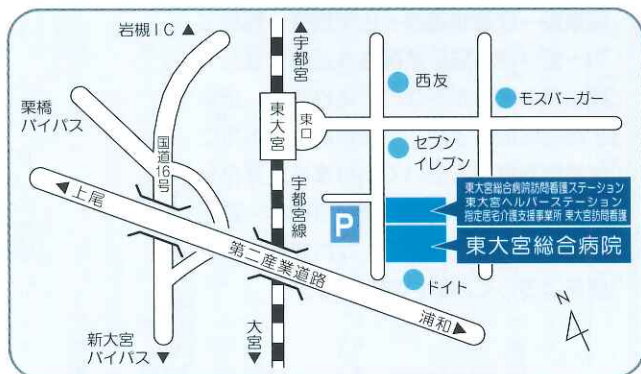 岩槻IC▲
▲宇都宮
栗橋
バイパス
国道16号
東大宮
東口
西友
モスバーガー
セブン
イレブン
◀上尾
宇都宮線
P
東大宮総合病院訪問看護ステーション
東大宮ヘルパーステーション
指定居宅介護支援事業所 東大宮訪問看護
東大宮総合病院
第二産業道路
ドイト
新大宮
バイパス▼
大宮▼
浦和▶
N